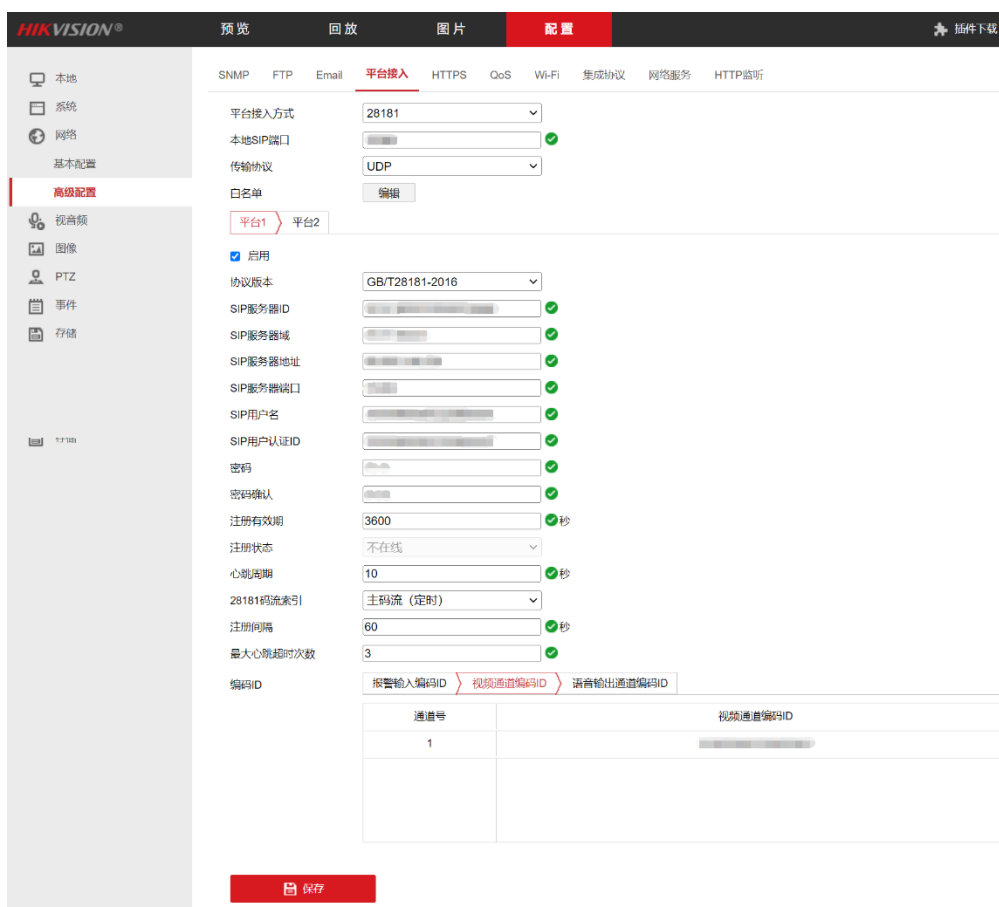 HIKVISION® 预览 回放 图片 配置 插件下载
本地
系统
网络
基本配置
高级配置
视音频
图像
PTZ
事件
存储
SNMP FTP Email 平台接入 HTTPS QoS Wi-Fi 集成协议 网络服务 HTTP监听
平台接入方式 28181
本地SIP端口
传输协议 UDP
白名单 编辑
平台1 平台2
启用
协议版本 GB/T28181-2016
SIP服务器ID
SIP服务器域
SIP服务器地址
SIP服务器端口
SIP用户名
SIP用户认证ID
密码
密码确认
注册有效期 3600 秒
注册状态 不在线
心跳周期 10 秒
28181码流索引 主码流（定时）
注册间隔 60 秒
最大心跳超时次数 3
编码ID 报警输入编码ID 视频通道编码ID 语音输出通道编码ID
通道号 视频通道编码ID
1
保存